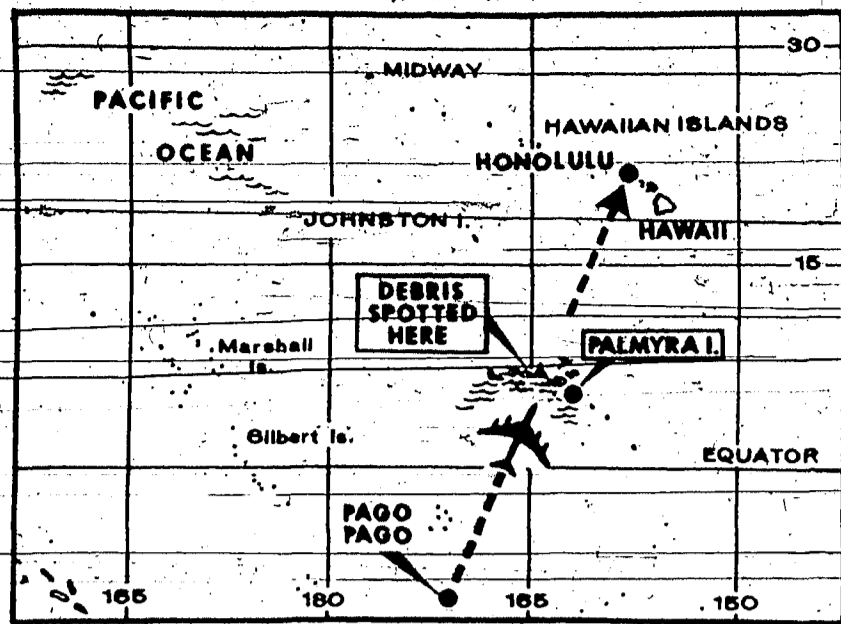 30
MIDWAY
PACIFIC
OCEAN
HAWAIIAN ISLANDS
HONOLULU
JOHNSTON I.
HAWAII
15
DEBRIS
SPOTTED
HERE
PALMYRA I.
Marshall
Is.
Gilbert Is.
EQUATOR
PAGO
PAGO
165
180
165
150